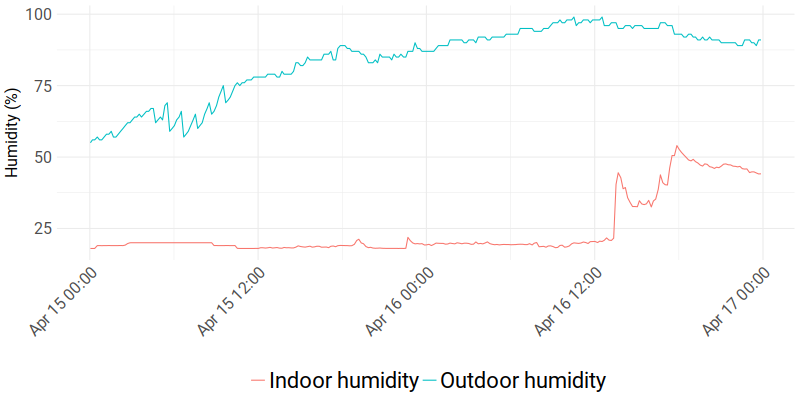 Humidity (%)
100
75
50
25
Apr 15 00:00
Apr 15 12:00
Apr 16 00:00
Apr 16 12:00
Apr 17 00:00
Indoor humidity
Outdoor humidity